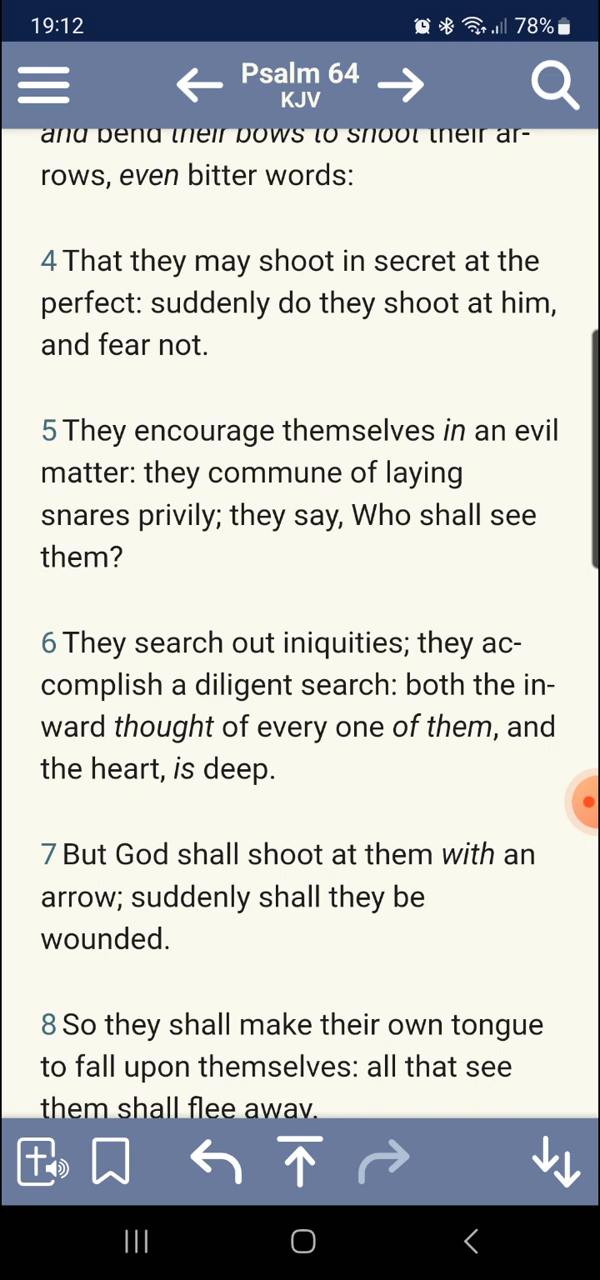 19:12
78%
Psalm 64
KJV
and bend their bows to shoot their ar-
rows, even bitter words:
4 That they may shoot in secret at the
perfect: suddenly do they shoot at him,
and fear not.
5 They encourage themselves in an evil
matter: they commune of laying
snares privily; they say, Who shall see
them?
6 They search out iniquities; they ac-
complish a diligent search: both the in-
ward thought of every one of them, and
the heart, is deep.
7 But God shall shoot at them with an
arrow; suddenly shall they be
wounded.
8 So they shall make their own tongue
to fall upon themselves: all that see
them shall flee away.